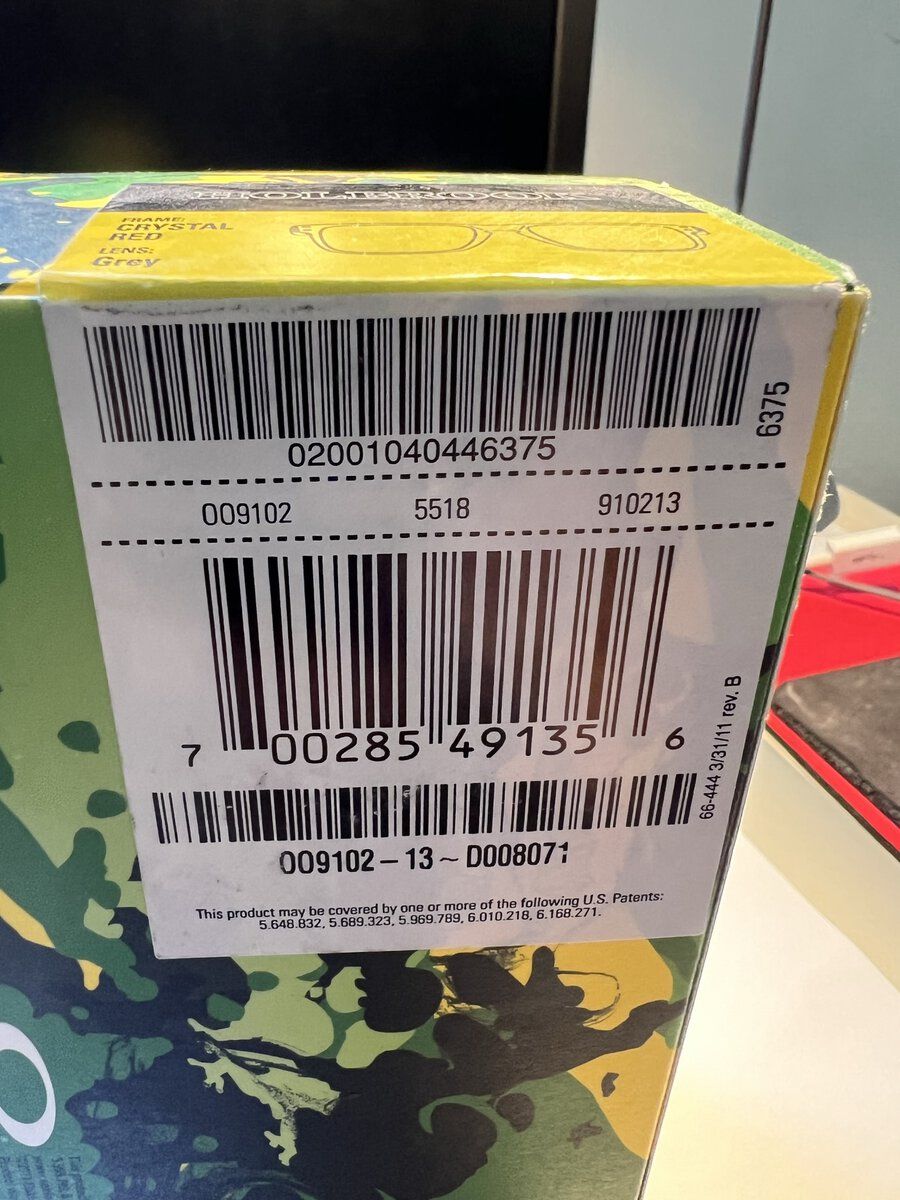 FRAME:
CRYSTAL
RED
LENS:
Grey
02001040446375
6375
OO9102 5518 910213
7 00285 49135 6
OO9102-13~D008071
66-444 3/31/11 rev. B
This product may be covered by one or more of the following U.S. Patents:
5.648.832, 5.689.323, 5.969.789, 6.010.218, 6.168.271.